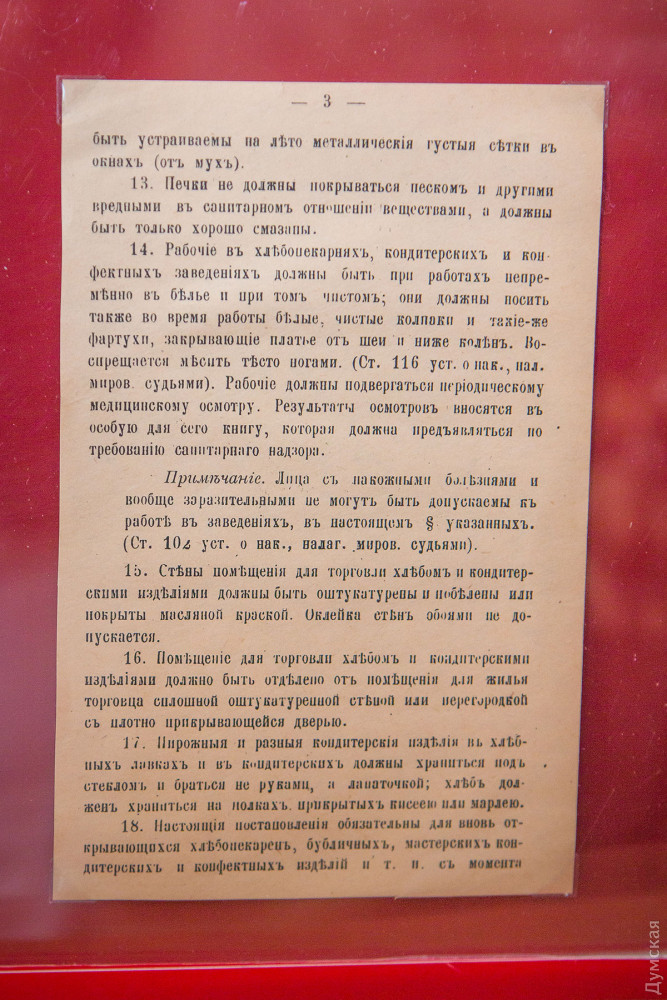 — 3 —
быть устраиваемы на лѣто металлическія густыя сѣтки въ
окнахъ (отъ мухъ).
13. Печки не должны покрываться пескомъ и другими
вредными въ санитарномъ отношеніи веществами, а должны
быть только хорошо смазаны.
14. Рабочіе въ хлѣбопекарняхъ, кондитерскихъ и кон-
фектныхъ заведеніяхъ должны быть при работахъ непре-
мѣнно въ бѣлье и при томъ чистомъ; они должны носить
также во время работы бѣлые, чистые колпаки и такіе-же
фартухи, закрывающіе платье отъ шеи и ниже колѣнъ. Во-
спрещается мѣсить тѣсто ногами. (Ст. 116 уст. о нак., нал.
миров. судьями). Рабочіе должны подвергаться періодическому
медицинскому осмотру. Результаты осмотровъ вносятся въ
особую для сего книгу, которая должна предъявляться по
требованію санитарнаго надзора.
Примѣчаніе. Лица съ накожными болѣзнями и
вообще заразительными не могутъ быть допускаемы къ
работѣ въ заведеніяхъ, въ настоящемъ § указанныхъ.
(Ст. 102 уст. о нак., налаг. миров. судьями).
15. Стѣны помѣщенія для торговли хлѣбомъ и кондитер-
скими издѣліями должны быть оштукатурены и побѣлены или
покрыты масляной краской. Оклейка стѣнъ обоями не до-
пускается.
16. Помѣщеніе для торговли хлѣбомъ и кондитерскими
издѣліями должно быть отдѣлено отъ помѣщенія для жилья
торговца сплошной оштукатуренной стѣной или перегородкой
съ плотно прикрывающейся дверью.
17. Пирожныя и разныя кондитерскія издѣлія въ хлѣб-
ныхъ лавкахъ и въ кондитерскихъ должны храниться подъ
стекломъ и браться не руками, а лапаточкой; хлѣбъ дол-
женъ храниться на полкахъ, прикрытыхъ кисеею или марлею.
18. Настоящія постановленія обязательны для вновь от-
крывающихся хлѣбопекаренъ, бубличныхъ, мастерскихъ кон-
дитерскихъ и конфектныхъ издѣлій и т. п. съ момента
Думская